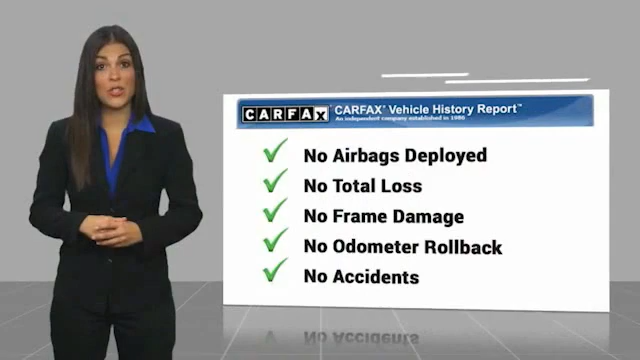 CARFAX CARFAX® Vehicle History Report™
An independent company established in 1986
No Airbags Deployed
No Total Loss
No Frame Damage
No Odometer Rollback
No Accidents